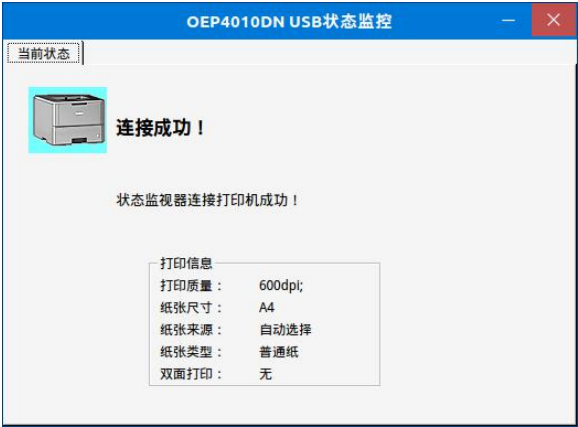 OEP4010DN USB状态监控
当前状态
连接成功！
状态监视器连接打印机成功！
打印信息
打印质量： 600dpi;
纸张尺寸： A4
纸张来源： 自动选择
纸张类型： 普通纸
双面打印： 无